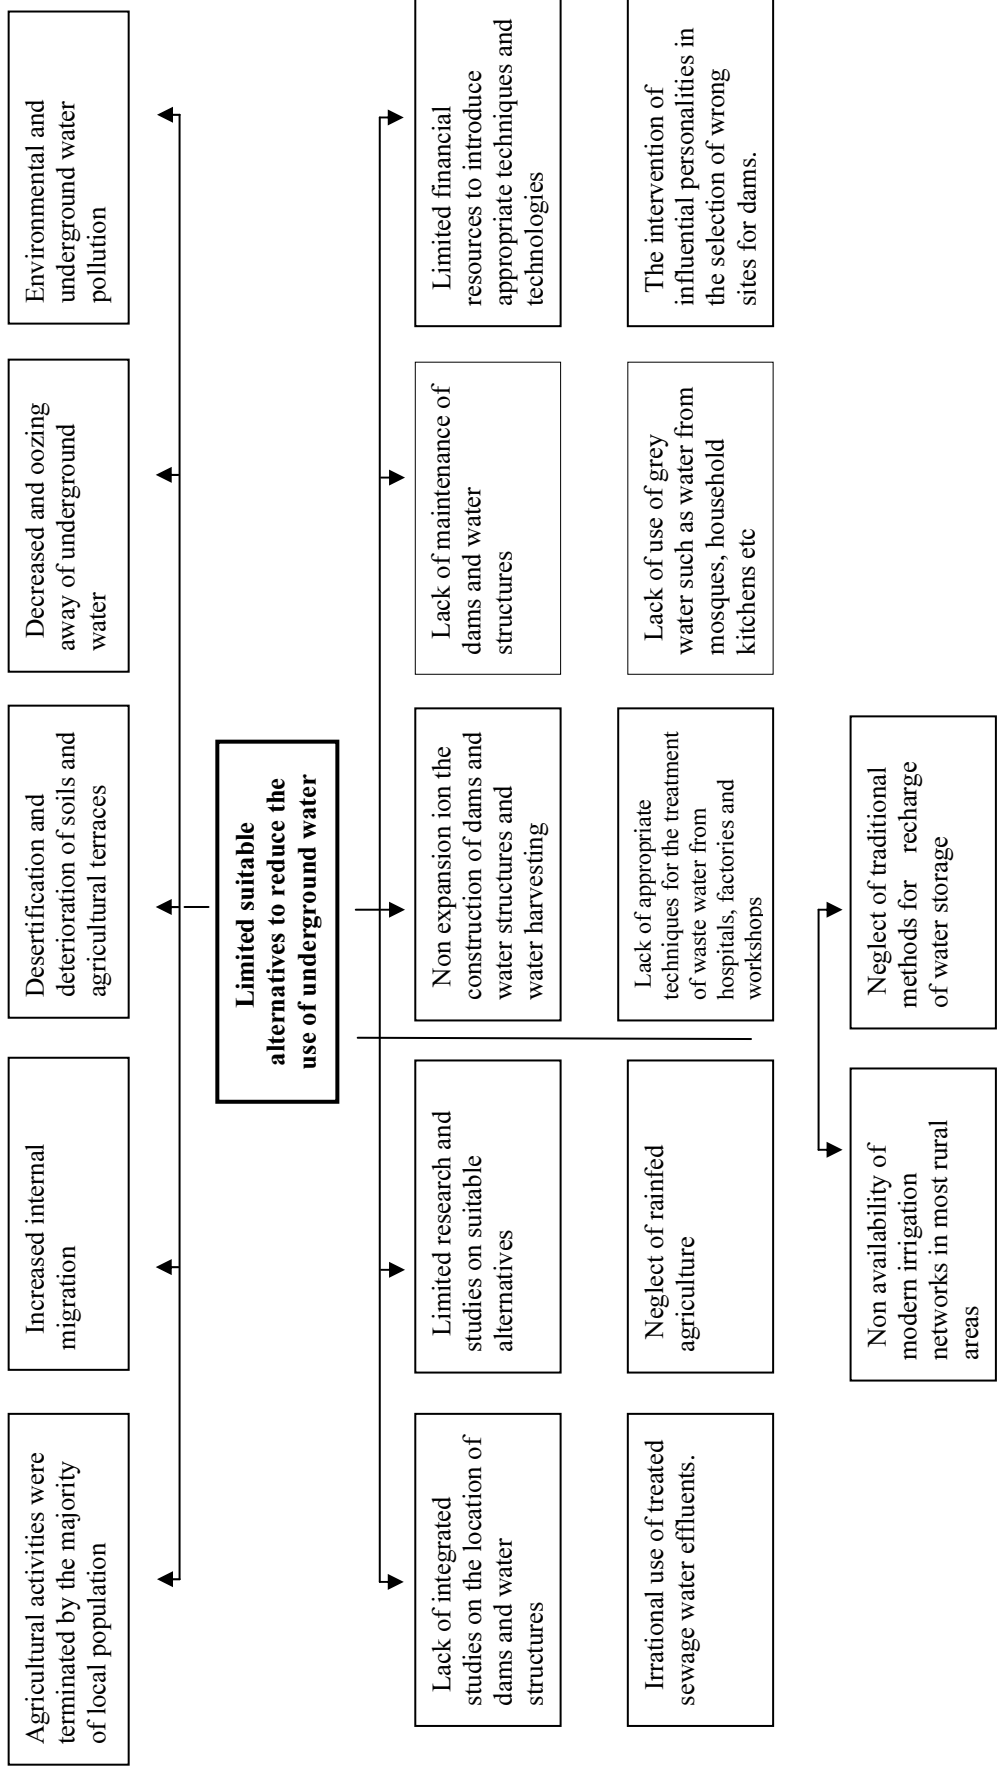 Agricultural activities were
terminated by the majority
of local population
Increased internal
migration
Desertification and
deterioration of soils and
agricultural terraces
Decreased and oozing
away of underground
water
Environmental and
underground water
pollution
Limited suitable
alternatives to reduce the
use of underground water
Lack of integrated
studies on the location of
dams and water
structures
Limited research and
studies on suitable
alternatives
Non expansion ion the
construction of dams and
water structures and
water harvesting
Lack of maintenance of
dams and water
structures
Limited financial
resources to introduce
appropriate techniques and
technologies
Irrational use of treated
sewage water effluents.
Neglect of rainfed
agriculture
Lack of appropriate
techniques for the treatment
of waste water from
hospitals, factories and
workshops
Lack of use of grey
water such as water from
mosques, household
kitchens etc
The intervention of
influential personalities in
the selection of wrong
sites for dams.
Non availability of
modern irrigation
networks in most rural
areas
Neglect of traditional
methods for recharge
of water storage